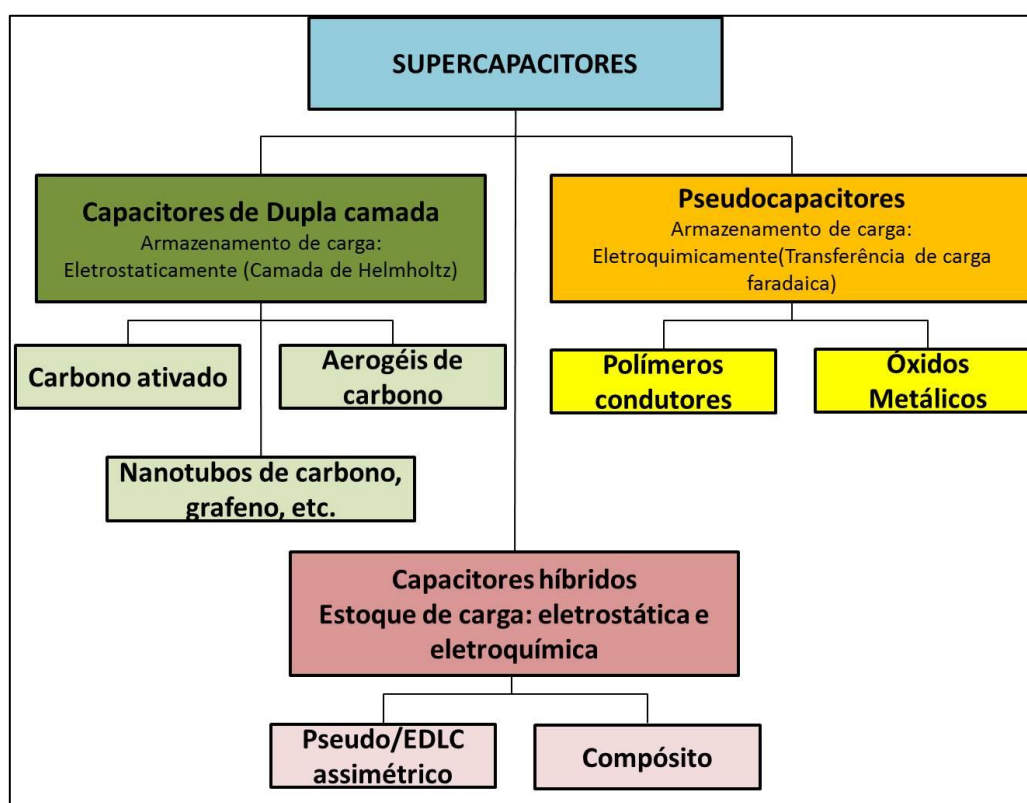 SUPERCAPACITORES
Capacitores de Dupla camada
Armazenamento de carga:
Eletrostaticamente (Camada de Helmholtz)
Pseudocapacitores
Armazenamento de carga:
Eletroquimicamente(Transferência de carga
faradaica)
Carbono ativado
Aerogéis de
carbono
Polímeros
condutores
Óxidos
Metálicos
Nanotubos de carbono,
grafeno, etc.
Capacitores híbridos
Estoque de carga: eletrostática e
eletroquímica
Pseudo/EDLC
assimétrico
Compósito